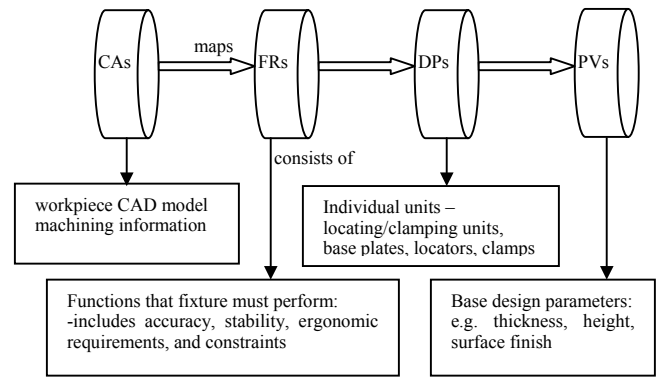 maps
CAs
FRs
DPs
PVs
consists of
workpiece CAD model
machining information
Individual units –
locating/clamping units,
base plates, locators, clamps
Functions that fixture must perform:
-includes accuracy, stability, ergonomic
requirements, and constraints
Base design parameters:
e.g. thickness, height,
surface finish